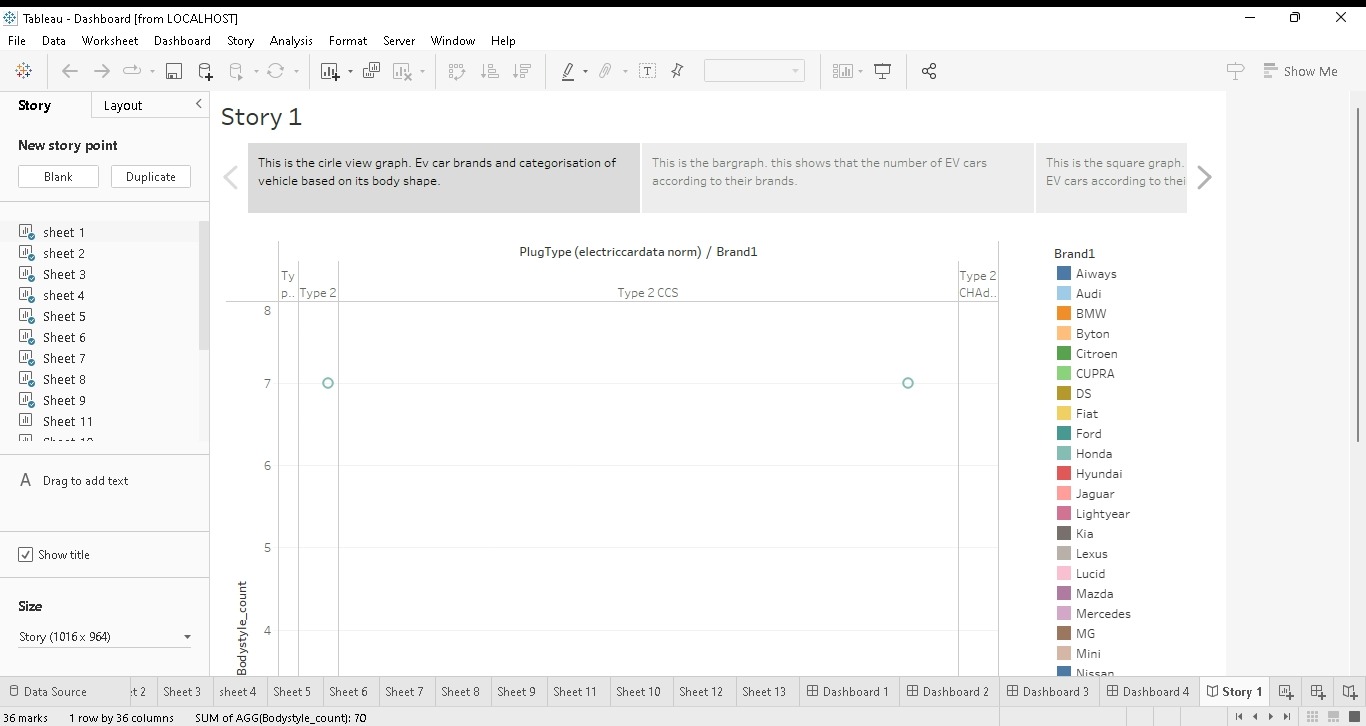 Tableau - Dashboard [from LOCALHOST]
File Data Worksheet Dashboard Story Analysis Format Server Window Help
Show Me
Story Layout
New story point
Blank Duplicate
sheet 1
sheet 2
Sheet 3
sheet 4
Sheet 5
Sheet 6
Sheet 7
Sheet 8
Sheet 9
Sheet 11
A Drag to add text
Show title
Size
Story (1016 x 964)
Story 1
This is the cirle view graph. Ev car brands and categorisation of
vehicle based on its body shape.
This is the bargraph. this shows that the number of EV cars
according to their brands.
This is the square graph.
EV cars according to thei
PlugType (electriccardata norm) / Brand1
Ty
p..
Type 2
Type 2 CCS
Type 2
CHAd..
8
7
6
5
4
Bodystyle_count
Brand1
Aiways
Audi
BMW
Byton
Citroen
CUPRA
DS
Fiat
Ford
Honda
Hyundai
Jaguar
Lightyear
Kia
Lexus
Lucid
Mazda
Mercedes
MG
Mini
Nissan
Data Source et 2 Sheet 3 sheet 4 Sheet 5 Sheet 6 Sheet 7 Sheet 8 Sheet 9 Sheet 11 Sheet 10 Sheet 12 Sheet 13 Dashboard 1 Dashboard 2 Dashboard 3 Dashboard 4 Story 1
36 marks 1 row by 36 columns SUM of AGG(Bodystyle_count): 70